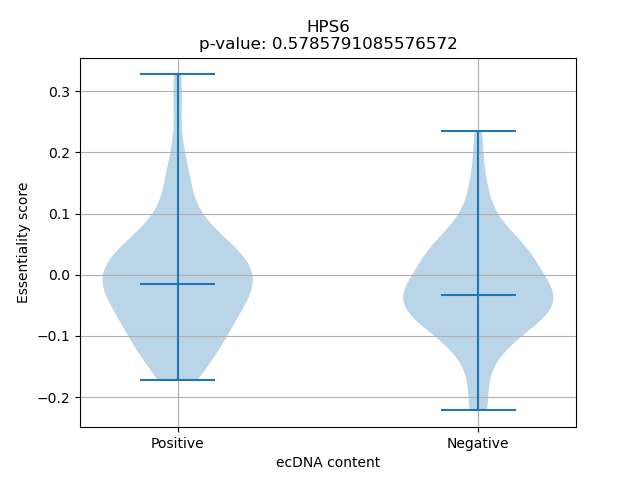 HPS6
p-value: 0.5785791085576572
Essentiality score
0.3
0.2
0.1
0.0
−0.1
−0.2
Positive
Negative
ecDNA content